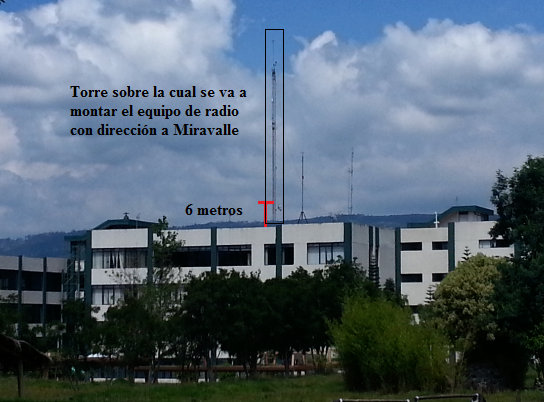 Torre sobre la cual se va a
montar el equipo de radio
con dirección a Miravalle
6 metros